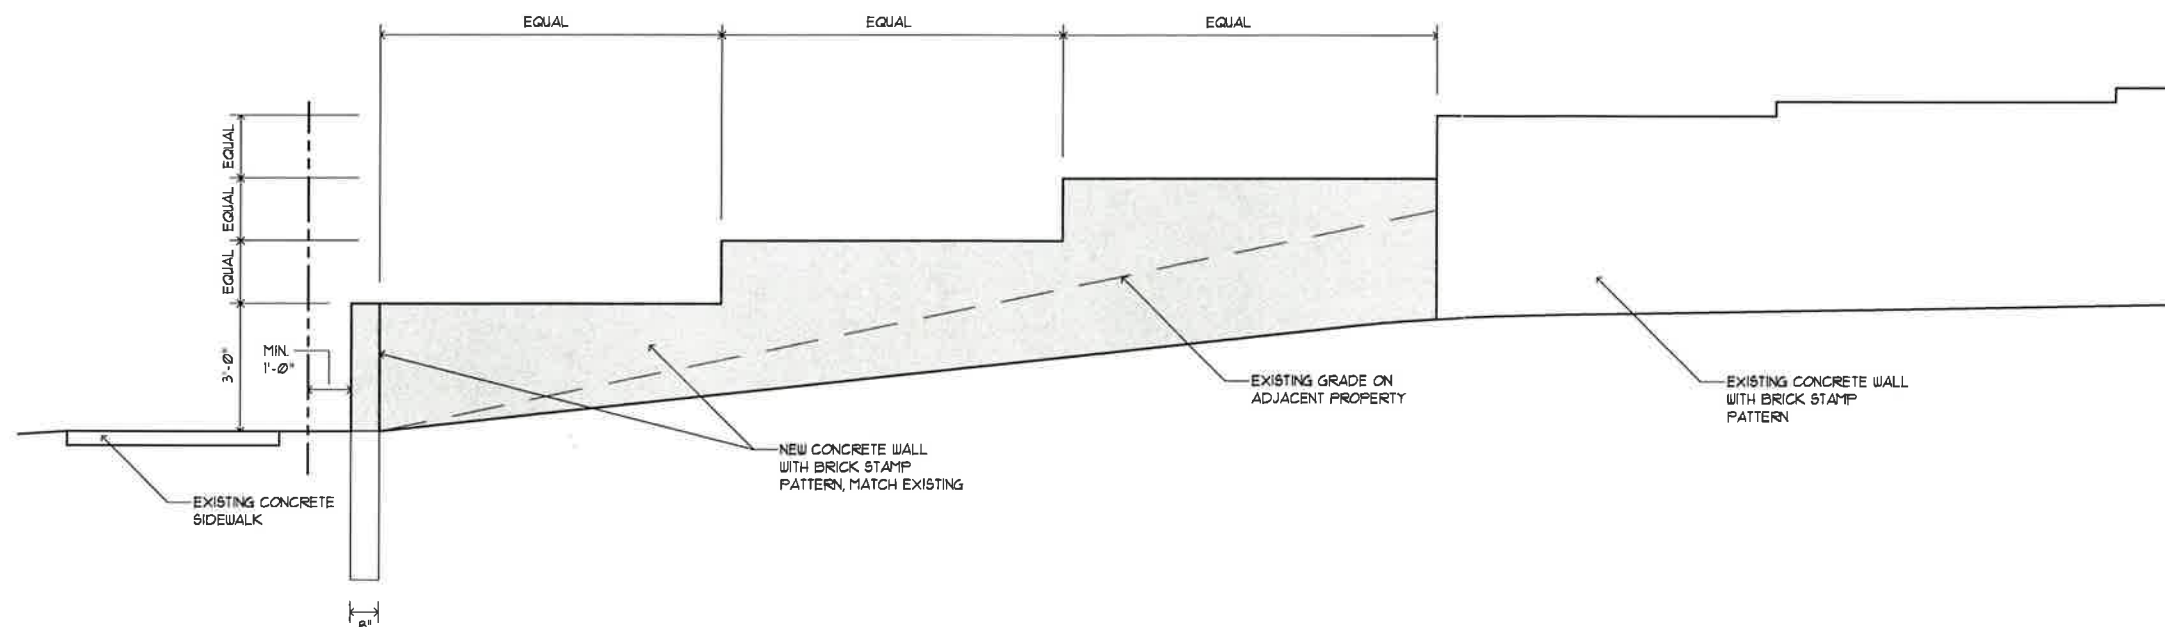 EQUAL
EQUAL
EQUAL
EQUAL
EQUAL
EQUAL
3'-0"
MIN.
1'-0"
EXISTING GRADE ON
ADJACENT PROPERTY
EXISTING CONCRETE WALL
WITH BRICK STAMP
PATTERN
NEW CONCRETE WALL
WITH BRICK STAMP
PATTERN, MATCH EXISTING
EXISTING CONCRETE
SIDEWALK
8"